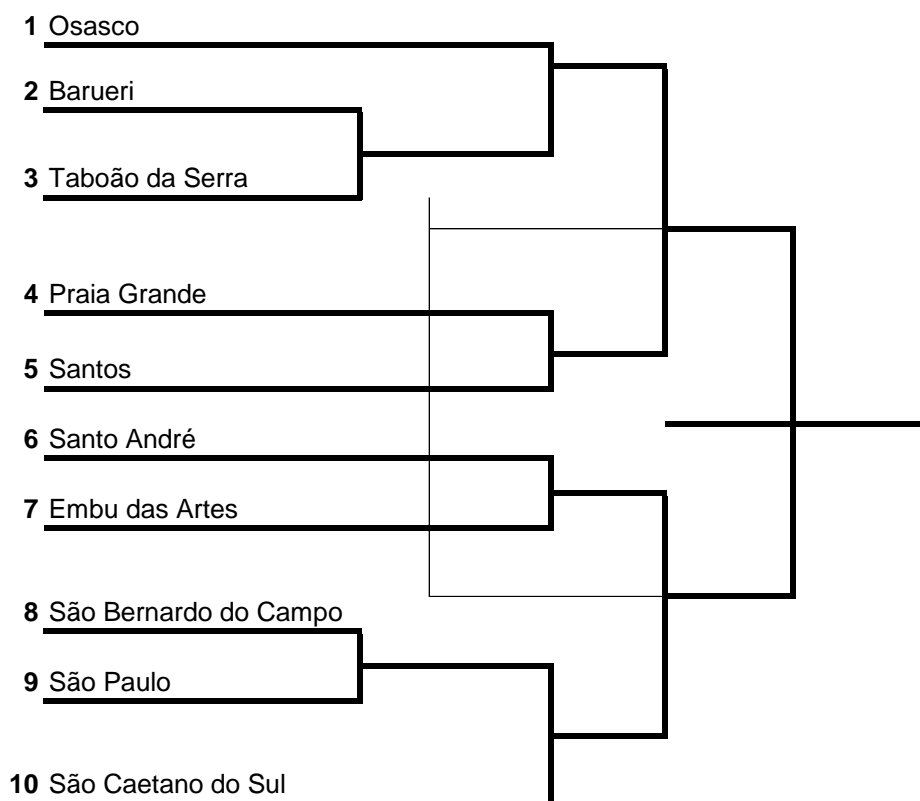 1 Osasco
2 Barueri
3 Taboão da Serra
4 Praia Grande
5 Santos
6 Santo André
7 Embu das Artes
8 São Bernardo do Campo
9 São Paulo
10 São Caetano do Sul